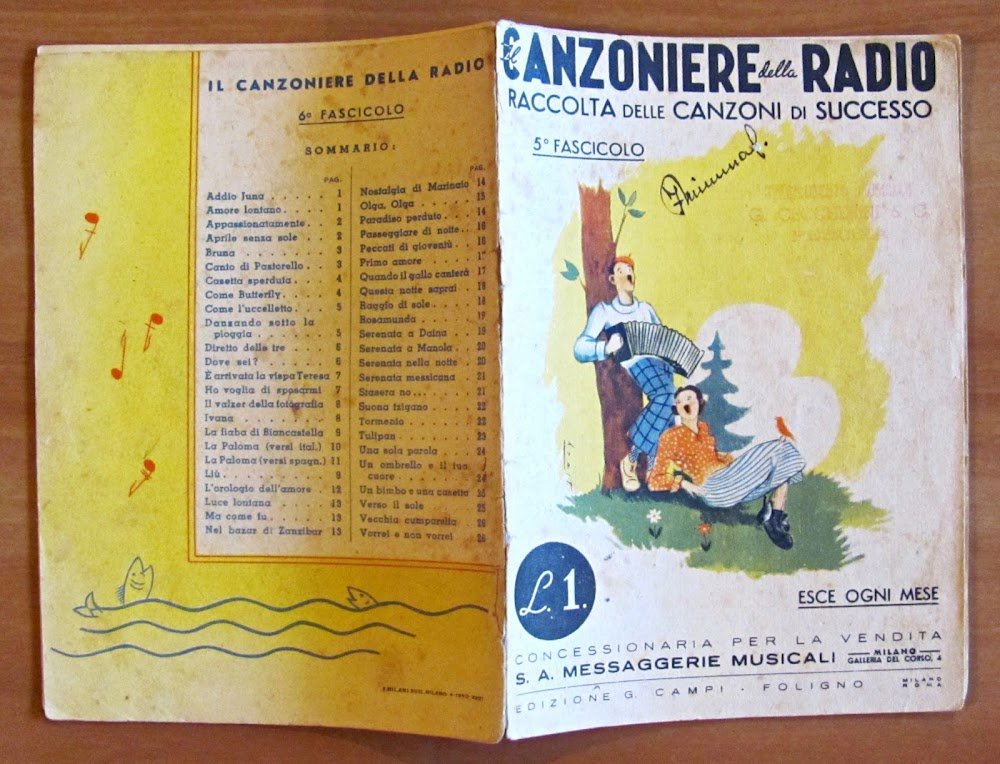 IL CANZONIERE DELLA RADIO
6º FASCICOLO
SOMMARIO:
PAG.
Addio Juna . . . . . . 1
Amore lontano . . . . . 1
Appassionatamente . . 2
Aprile senza sole . . . 2
Bruna . . . . . . . 3
Canto di Pastorello . . 3
Casetta sperduta . . . . 4
Come Butterfly . . . . . 4
Come l'uccelletto . . . . 5
Danzando sotto la
pioggia . . . . . . . 5
Diretto delle tre . . . . 6
Dove sei? . . . . . . 6
È arrivata la vispa Teresa 7
Ho voglia di sposarmi 7
Il valzer della fotografia 8
Ivana . . . . . . . 8
La fiaba di Biancastella 9
La Paloma (versi ital.) 10
La Paloma (versi spagn.) 11
Llù . . . . . . . . 9
L'orologio dell'amore . 12
Luce lontana . . . . . 13
Ma come fu . . . . . . 13
Nel bazar di Zanzibar 13
PAG.
Nostalgia di Marinaio 14
Olga, Olga . . . . . 15
Paradiso perduto . . . 14
Passeggiare di notte . . 16
Peccati di gioventù . . 16
Primo amore . . . . .
Quando il gallo canterà 17
Questa notte saprai . . 18
Raggio di sole . . . . 18
Rosamunda . . . . . 19
Serenata a Daina . . . 19
Serenata a Manola . . 20
Serenata nella notte . . 20
Serenata messicana . . 21
Stasera no . . . . . . 21
Suona tzigano . . . . 22
Tormento . . . . . . 22
Tulipan . . . . . . . 23
Una sola parola . . . . 24
Un ombrello e il tuo
cuore . . . . . . . 24
Un bimbo e una casetta 25
Verso il sole . . . . . 25
Vecchia cumparsita . . 26
Vorrei e non vorrei . . 26
il CANZONIERE della RADIO
RACCOLTA DELLE CANZONI DI SUCCESSO
5º FASCICOLO
L. 1.
ESCE OGNI MESE
CONCESSIONARIA PER LA VENDITA
S. A. MESSAGGERIE MUSICALI - MILANO - GALLERIA DEL CORSO, 4
EDIZIONE G. CAMPI - FOLIGNO MILANO ROMA